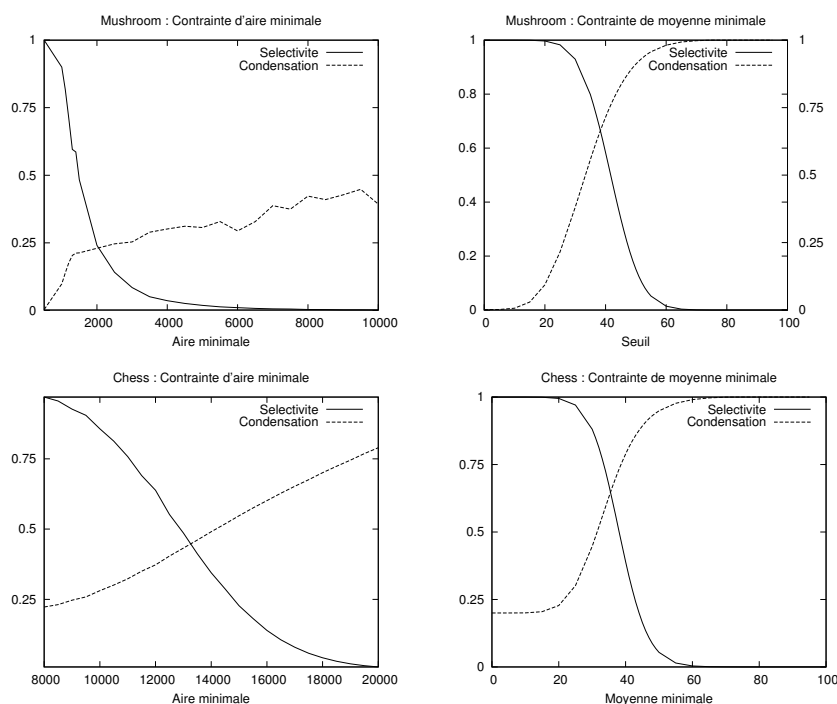 Mushroom : Contrainte d'aire minimale
1
0.75
0.5
0.25
0
Selectivite
Condensation
2000 4000 6000 8000 10000
Aire minimale
Mushroom : Contrainte de moyenne minimale
1
0.8
0.6
0.4
0.2
0
Selectivite
Condensation
1
0.75
0.5
0.25
0
0 20 40 60 80 100
Seuil
Chess : Contrainte d'aire minimale
0.75
0.5
0.25
Selectivite
Condensation
8000 10000 12000 14000 16000 18000 20000
Aire minimale
Chess : Contrainte de moyenne minimale
1
0.75
0.5
0.25
0
Selectivite
Condensation
0 20 40 60 80 100
Moyenne minimale